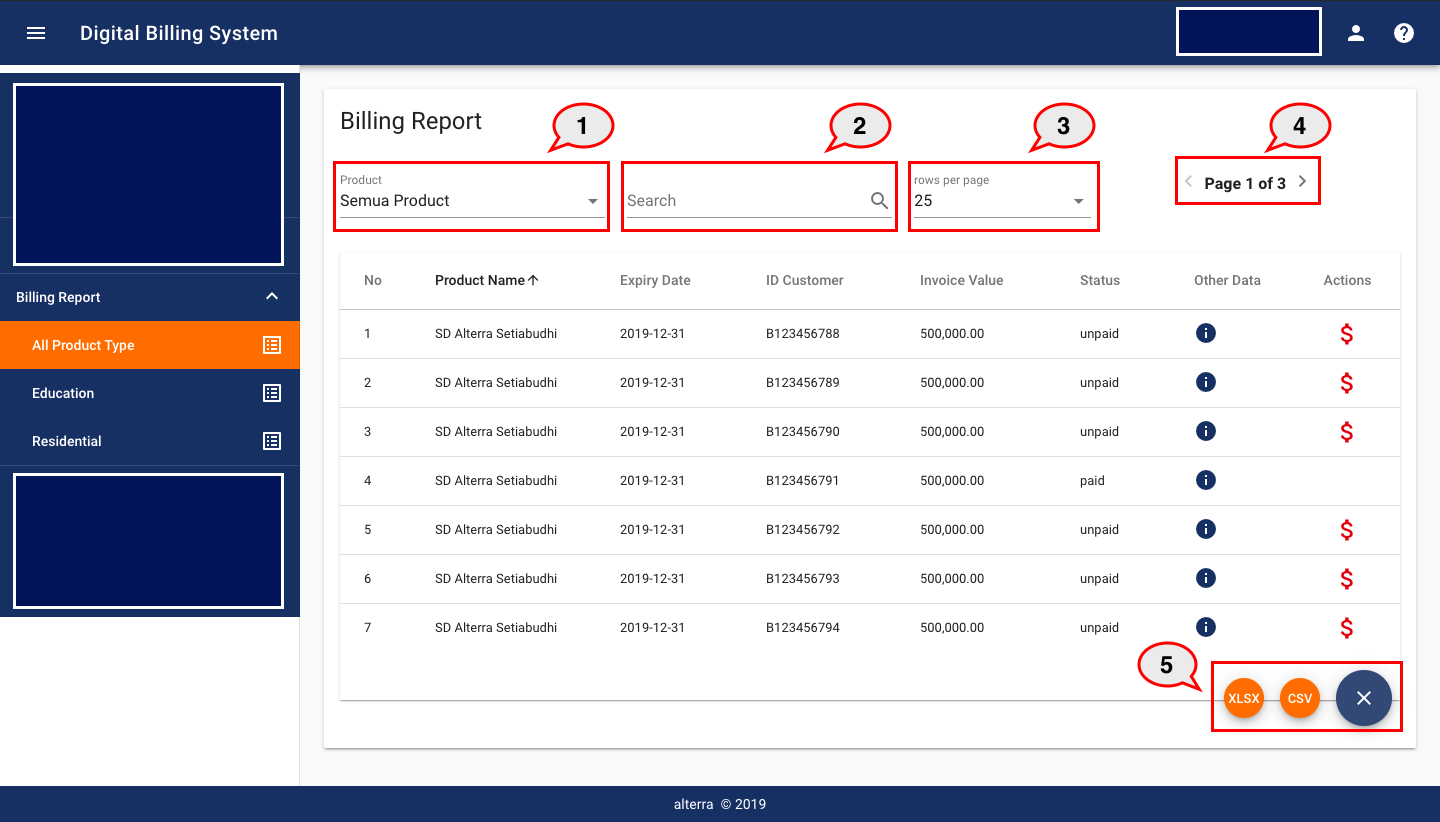 Digital Billing System
Billing Report
All Product Type
Education
Residential
Billing Report
1
2
3
4
Product
Semua Product
Search
rows per page
25
Page 1 of 3
No Product Name Expiry Date ID Customer Invoice Value Status Other Data Actions
1 SD Alterra Setiabudhi 2019-12-31 B123456788 500,000.00 unpaid $
2 SD Alterra Setiabudhi 2019-12-31 B123456789 500,000.00 unpaid $
3 SD Alterra Setiabudhi 2019-12-31 B123456790 500,000.00 unpaid $
4 SD Alterra Setiabudhi 2019-12-31 B123456791 500,000.00 paid
5 SD Alterra Setiabudhi 2019-12-31 B123456792 500,000.00 unpaid $
6 SD Alterra Setiabudhi 2019-12-31 B123456793 500,000.00 unpaid $
7 SD Alterra Setiabudhi 2019-12-31 B123456794 500,000.00 unpaid $
5
XLSX CSV
alterra © 2019